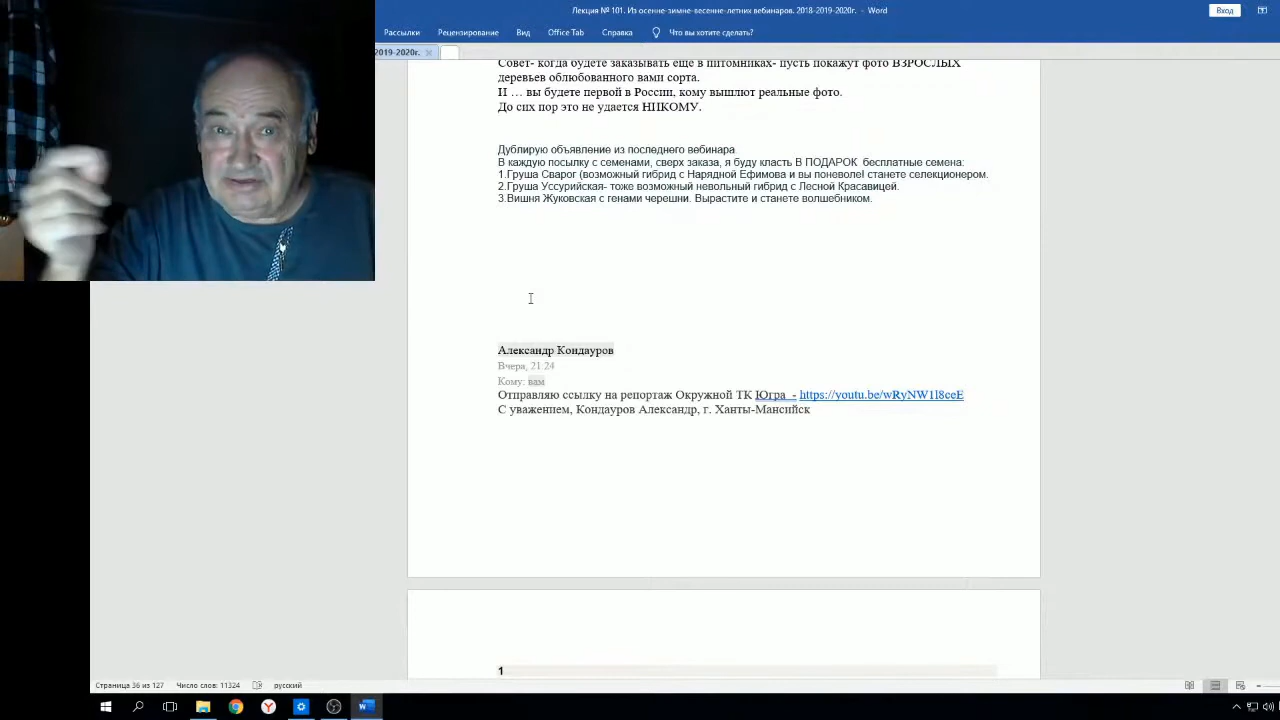 Лекция № 101. Из осенне-зимне-весенне-летних вебинаров. 2018-2019-2020г. - Word
Вход
Рассылки Рецензирование Вид Office Tab Справка Что вы хотите сделать?
2019-2020г.
Совет- когда будете заказывать еще в питомниках- пусть покажут фото ВЗРОСЛЫХ
деревьев облюбованного вами сорта.
И … вы будете первой в России, кому вышлют реальные фото.
До сих пор это не удается НИКОМУ.
Дублирую объявление из последнего вебинара.
В каждую посылку с семенами, сверх заказа, я буду класть В ПОДАРОК бесплатные семена:
1.Груша Сварог (возможный гибрид с Нарядной Ефимова и вы поневолеI станете селекционером.
2.Груша Уссурийская- тоже возможный невольный гибрид с Лесной Красавицей.
3.Вишня Жуковская с генами черешни. Вырастите и станете волшебником.
Александр Кондауров
Вчера, 21:24
Кому: вам
Отправляю ссылку на репортаж Окружной ТК Югра - https://youtu.be/wRyNW1l8ceE
С уважением, Кондауров Александр, г. Ханты-Мансийск
1
Страница 36 из 127 Число слов: 11324 русский